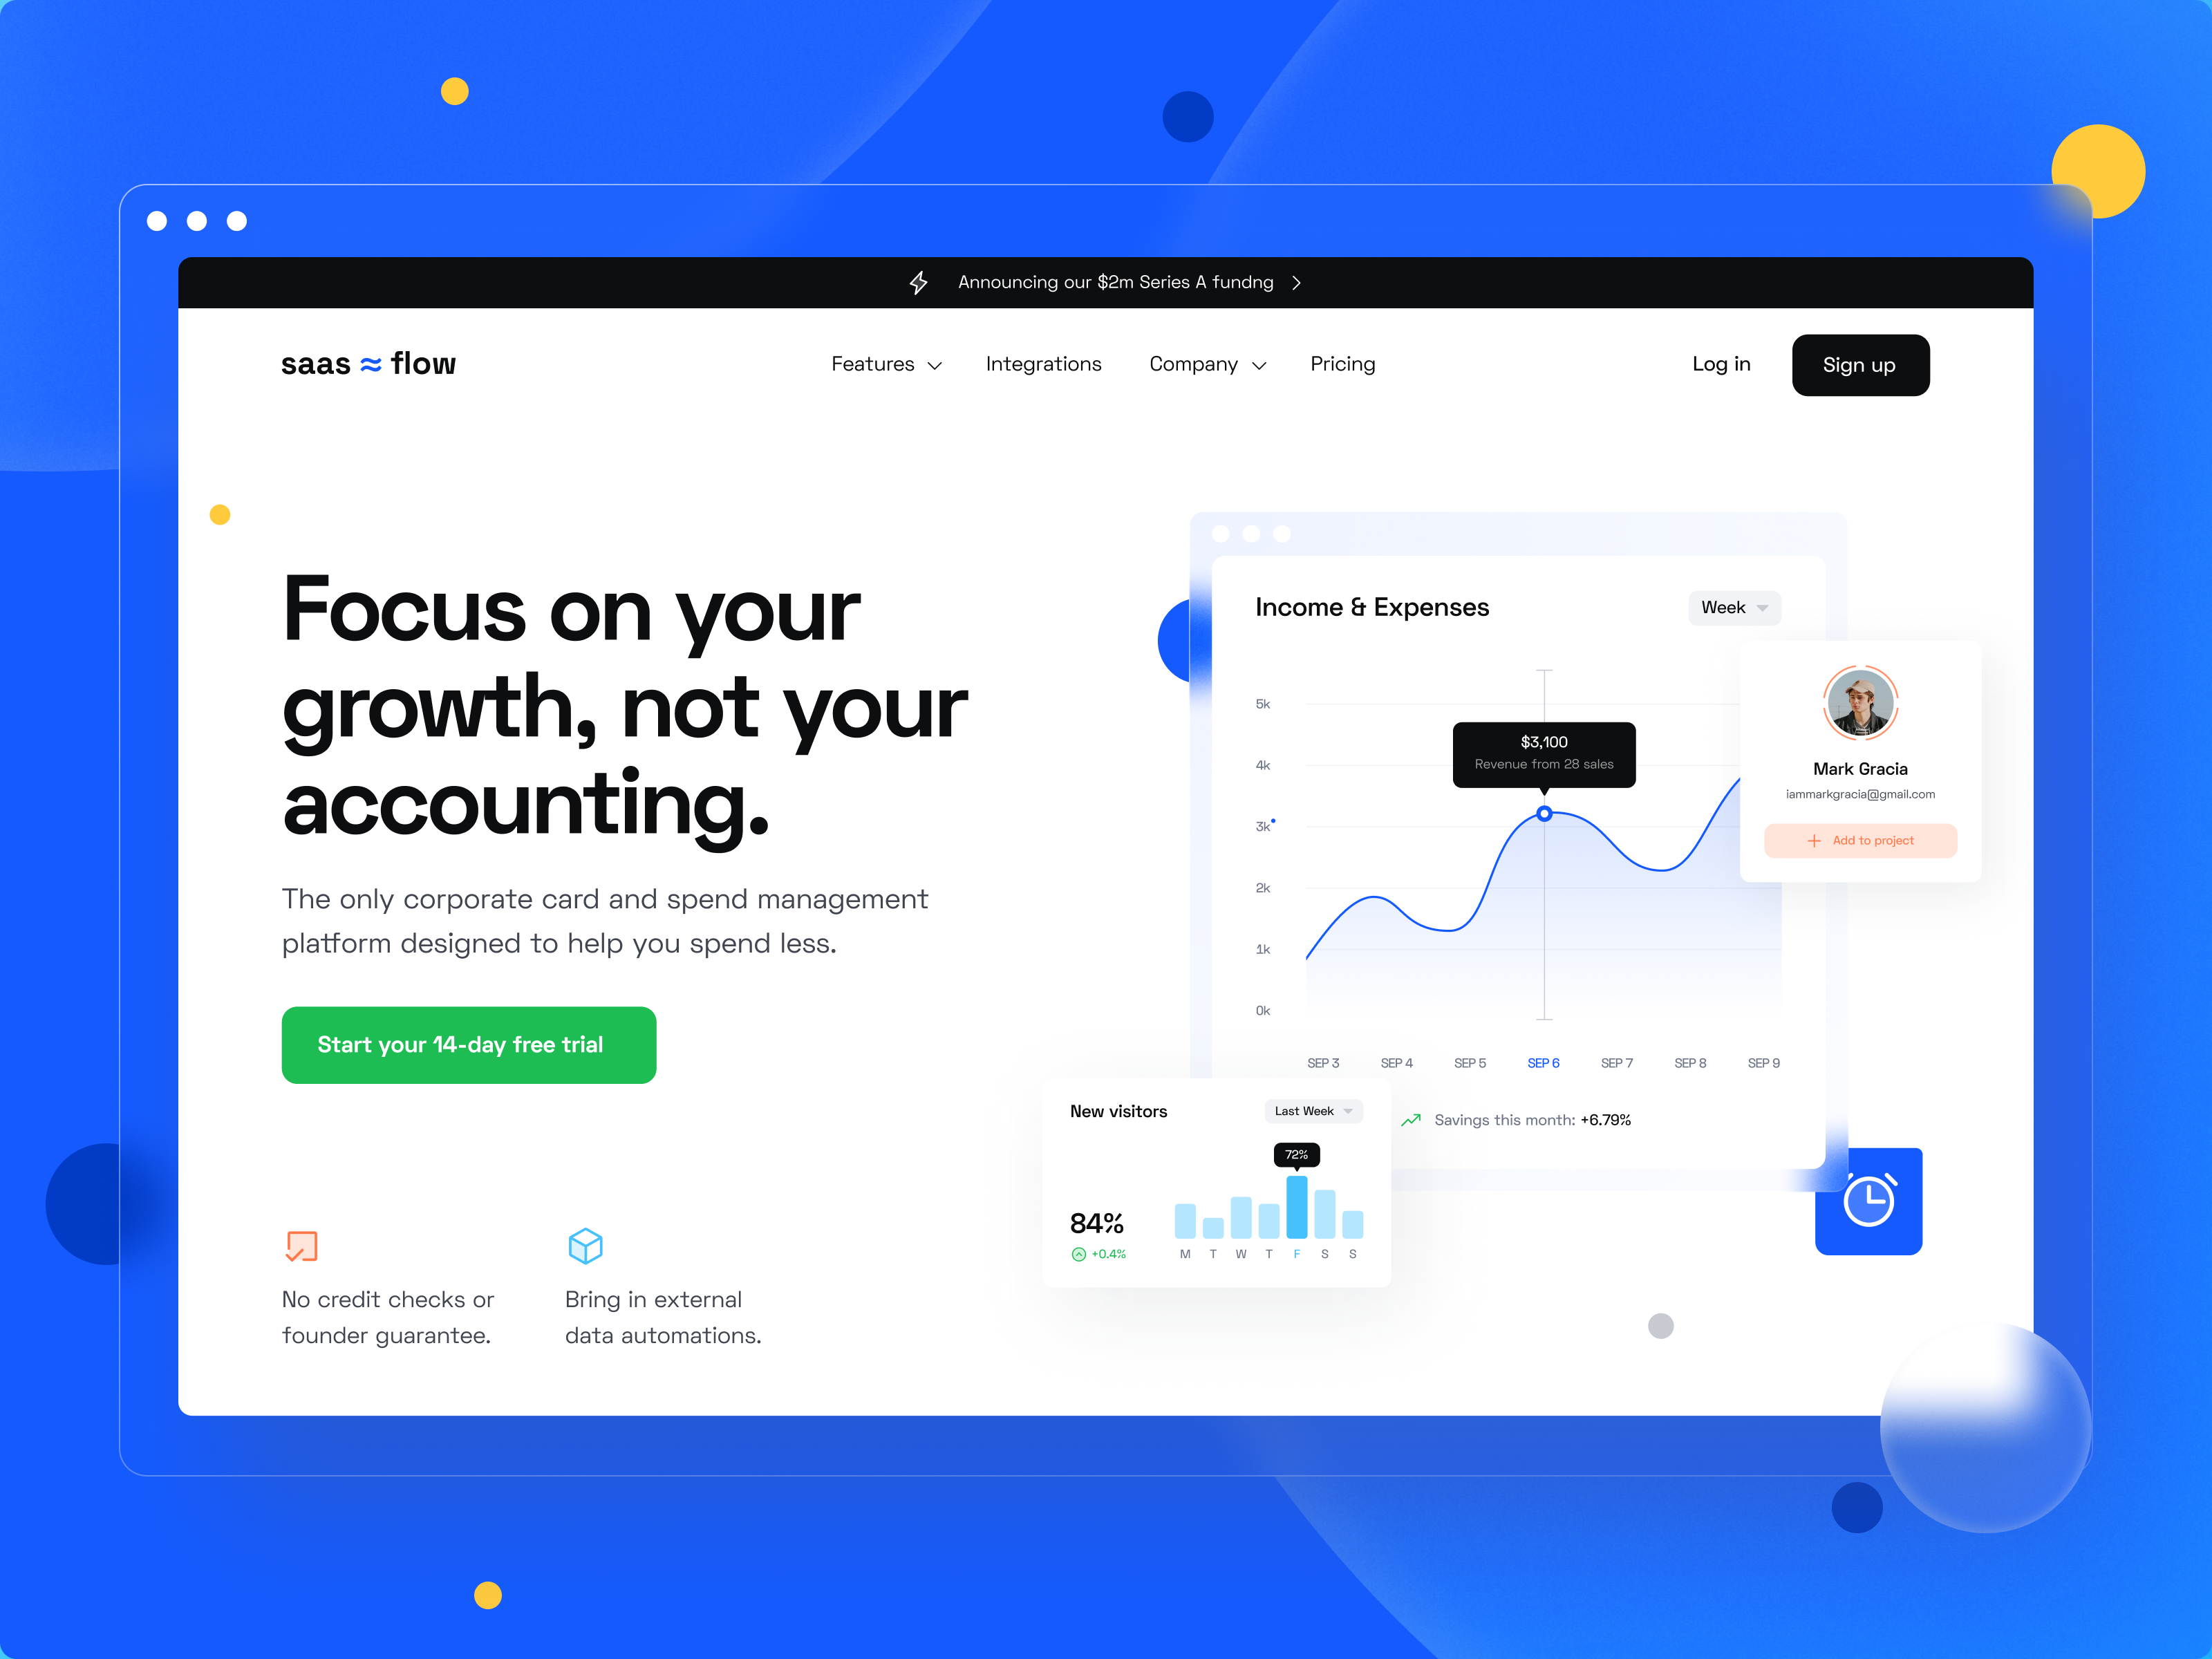 Announcing our $2m Series A fundng
saas ≈ flow
Features
Integrations
Company
Pricing
Log in
Sign up
Focus on your
growth, not your
accounting.
The only corporate card and spend management
platform designed to help you spend less.
Start your 14-day free trial
No credit checks or
founder guarantee.
Bring in external
data automations.
Income & Expenses
Week
5k
4k
3k
2k
1k
0k
$3,100
Revenue from 28 sales
SEP 3 SEP 4 SEP 5 SEP 6 SEP 7 SEP 8 SEP 9
Savings this month: +6.79%
Mark Gracia
iammarkgracia@gmail.com
Add to project
New visitors
Last Week
72%
84%
+0.4%
M T W T F S S